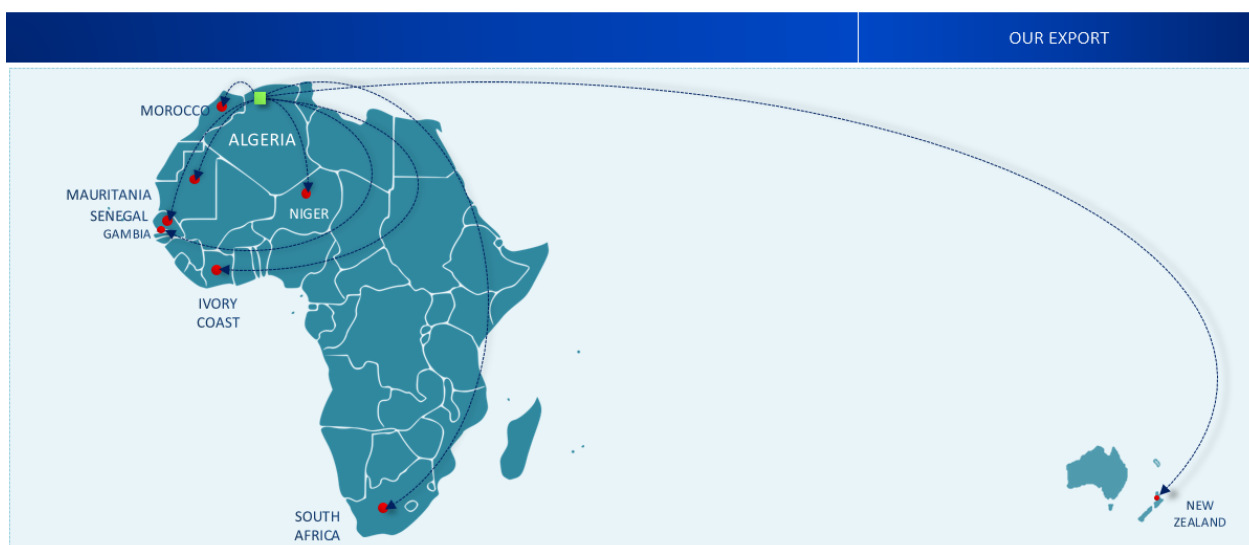 OUR EXPORT
MOROCCO
ALGERIA
MAURITANIA
SENEGAL
GAMBIA
NIGER
IVORY
COAST
SOUTH
AFRICA
NEW
ZEALAND